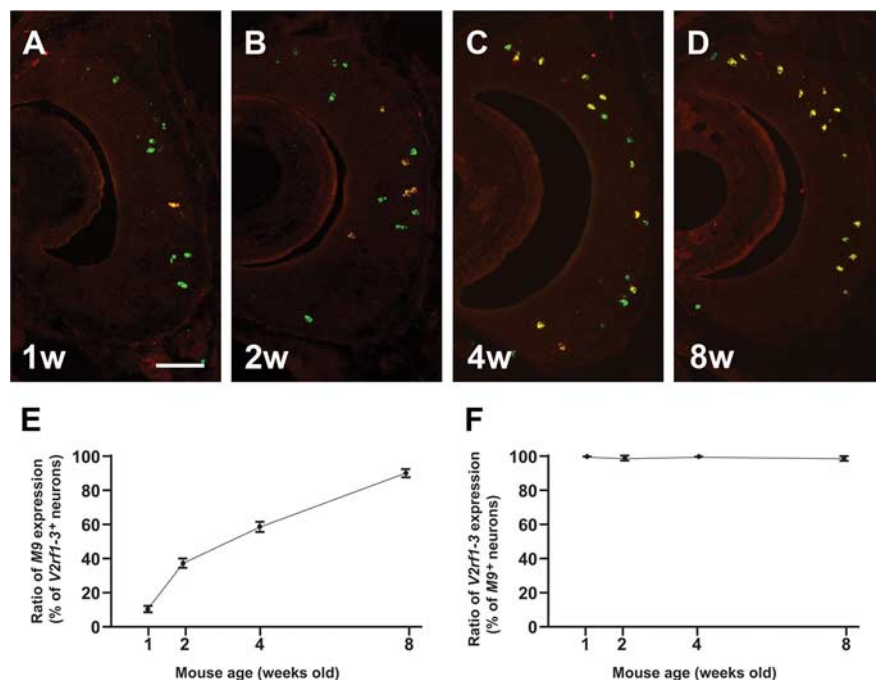 A
B
C
D
1w
2w
4w
8w
E
F
Ratio of M9 expression
(% of V2rf1-3⁺ neurons)
100
80
60
40
20
0
1
2
4
8
Mouse age (weeks old)
Ratio of V2rf1-3 expression
(% of M9⁺ neurons)
100
80
60
40
20
0
1
2
4
8
Mouse age (weeks old)